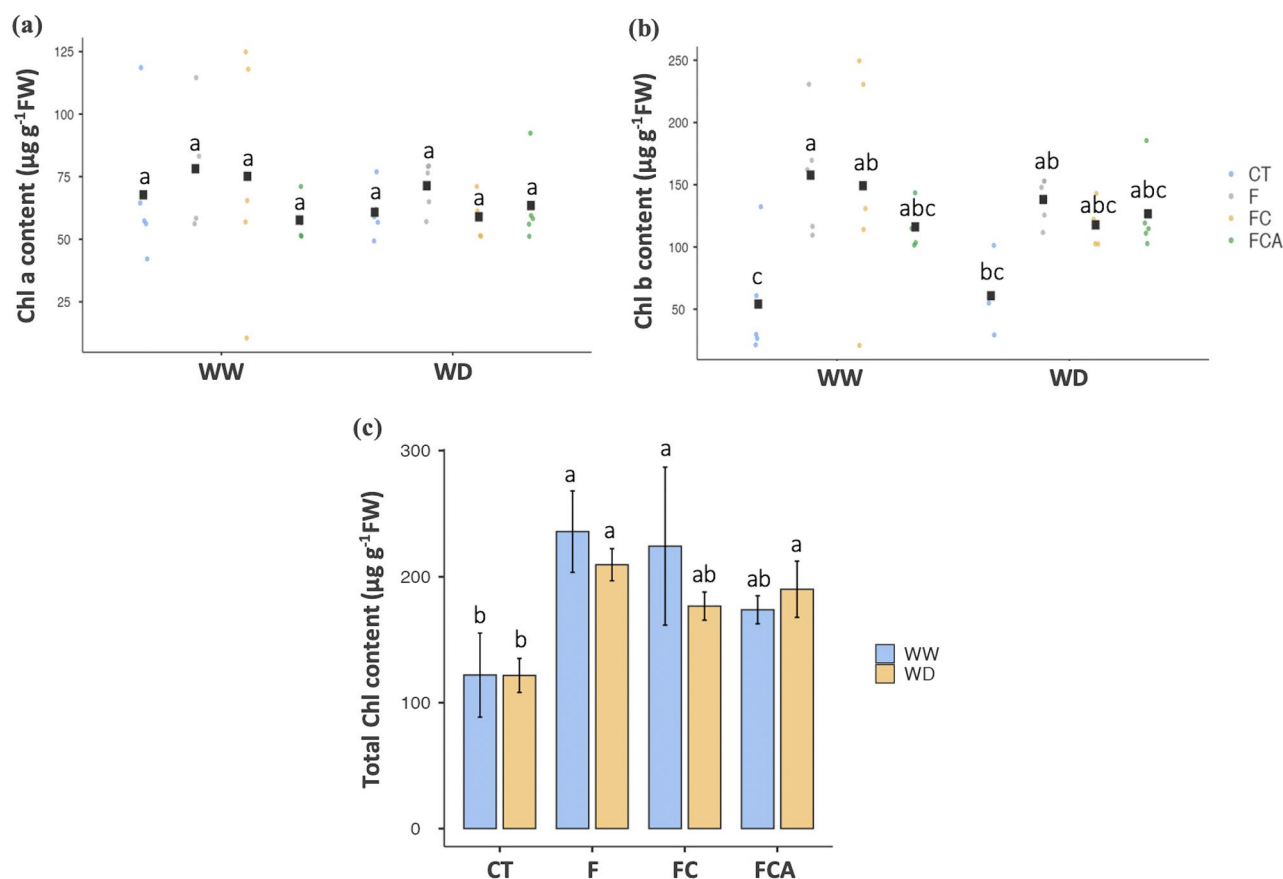 (a)
Chl a content (µg g⁻¹FW)
125
100
75
50
25
a
a
a
a
a
a
a
a
WW
WD
(b)
Chl b content (µg g⁻¹FW)
250
200
150
100
50
c
a
ab
abc
bc
ab
abc
abc
WW
WD
CT
F
FC
FCA
(c)
Total Chl content (µg g⁻¹FW)
300
200
100
0
b
b
a
a
a
ab
ab
a
CT
F
FC
FCA
WW
WD